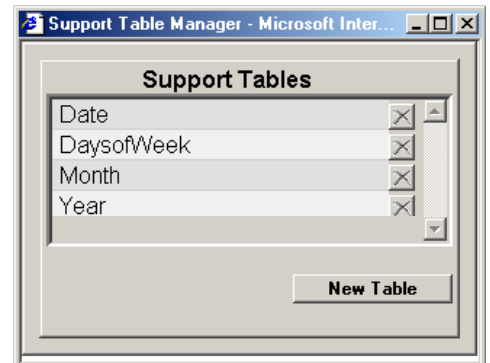 Support Table Manager - Microsoft Inter...
Support Tables
Date
DaysofWeek
Month
Year
New Table